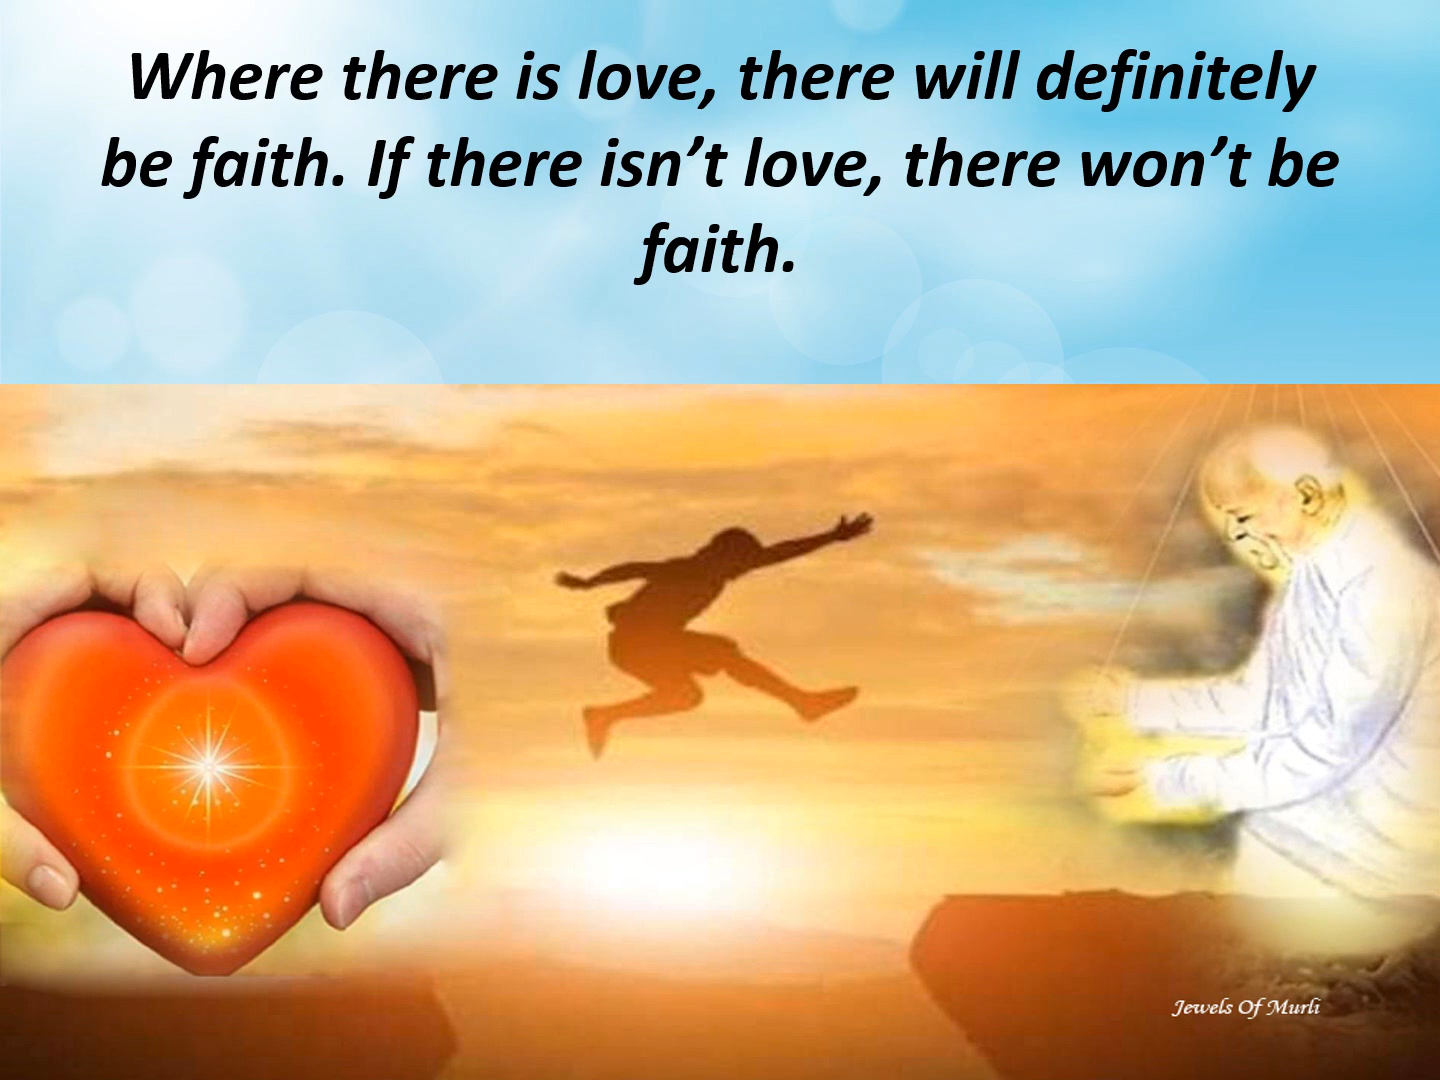 Where there is love, there will definitely
be faith. If there isn’t love, there won’t be
faith.
Jewels Of Murli